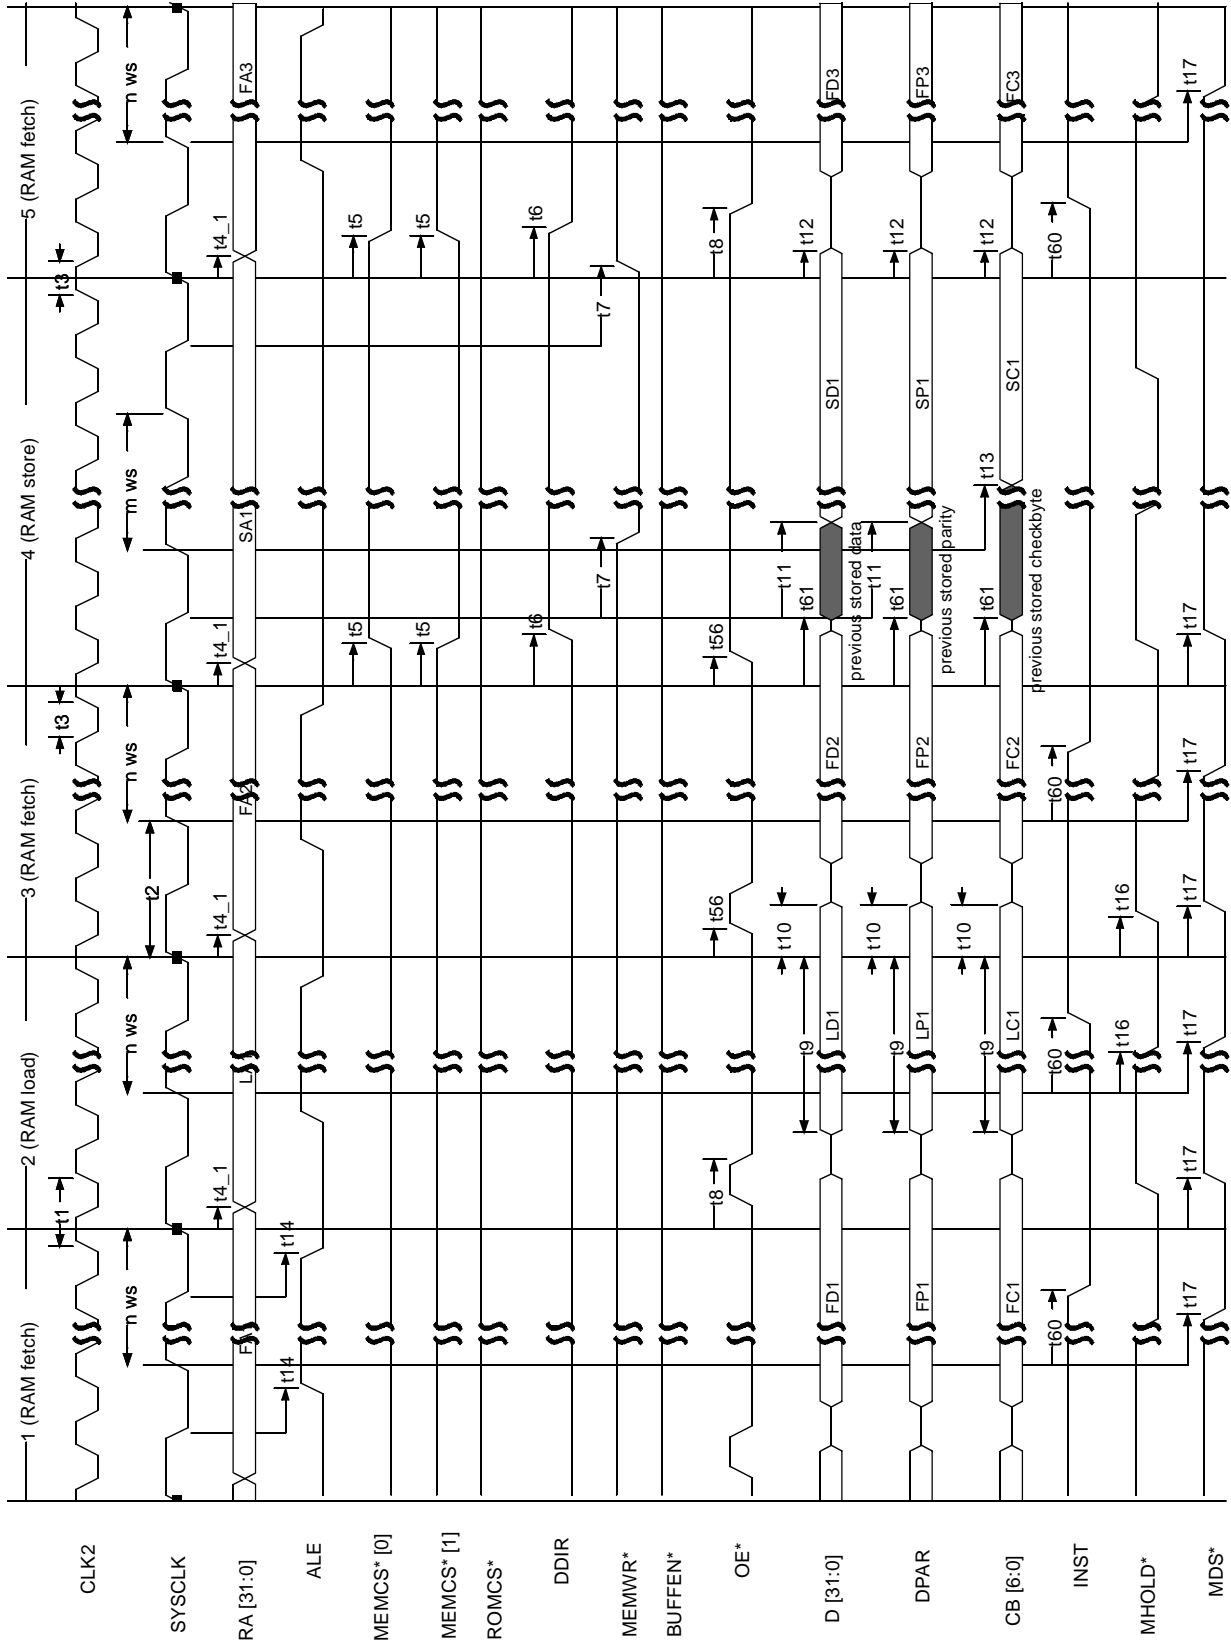 1 (RAM fetch) 2 (RAM load) 3 (RAM fetch) 4 (RAM store) 5 (RAM fetch)
t1 t3 t3
CLK2
n ws n ws n ws m ws n ws
t2
SYSCLK
t4_1 t4_1 t4_1 t4_1
RA [31:0] FA1 LA1 FA2 SA1 FA3
t14 t14
ALE
t5 t5
MEMCS* [0]
t5 t5
MEMCS* [1]
ROMCS*
t6 t6
DDIR
t7 t7
MEMWR*
BUFFEN*
t8 t56 t56 t8
OE*
t10 t11
t9 t61 t12
D [31:0] FD1 LD1 FD2 SD1 FD3
previous stored data
t10 t11
t9 t61 t12
DPAR FP1 LP1 FP2 SP1 FP3
previous stored parity
t10
t9 t61 t13 t12
CB [6:0] FC1 LC1 FC2 SC1 FC3
previous stored checkbyte
t60 t60 t60 t60
INST
t16 t16
MHOLD*
t17 t17 t17 t17 t17 t17 t17
MDS*